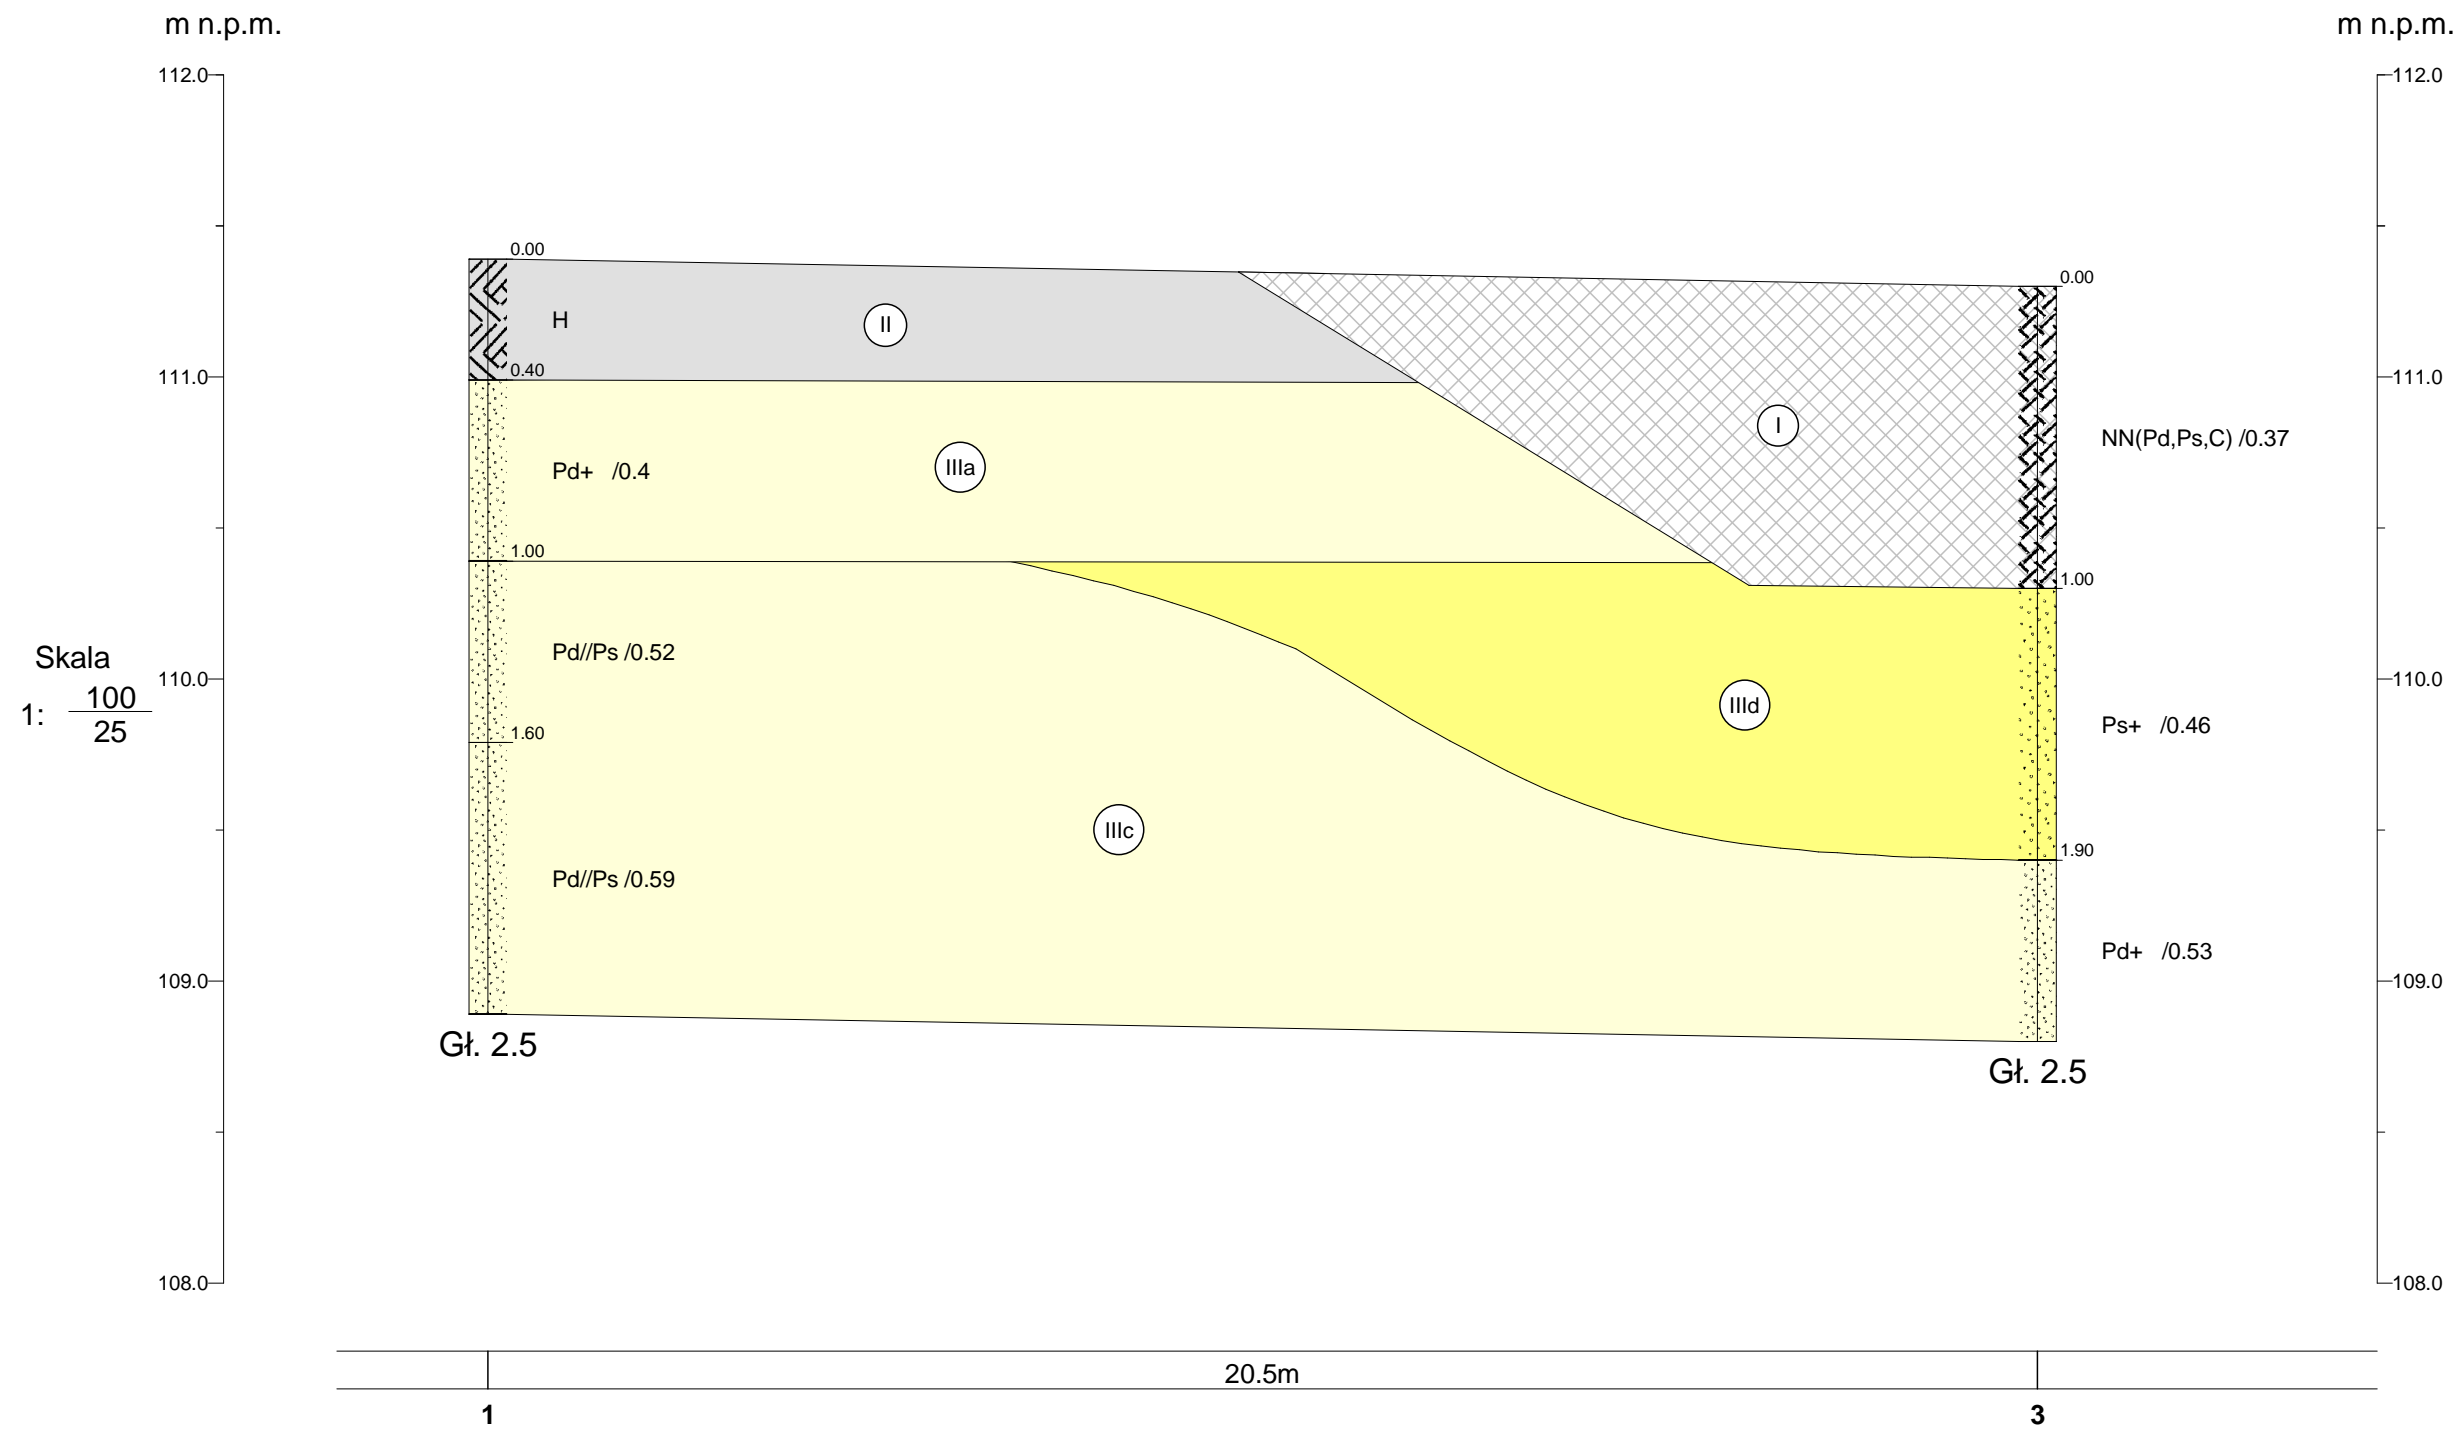 m n.p.m.
m n.p.m.
112.0
112.0
0.00
0.00
H
II
0.40
111.0
111.0
I
NN(Pd,Ps,C) /0.37
Pd+ /0.4
IIIa
1.00
1.00
Pd//Ps /0.52
Skala
1: 100
25
110.0
110.0
IIId
Ps+ /0.46
1.60
IIIc
1.90
Pd//Ps /0.59
Pd+ /0.53
109.0
109.0
Gł. 2.5
Gł. 2.5
108.0
108.0
20.5m
1
3